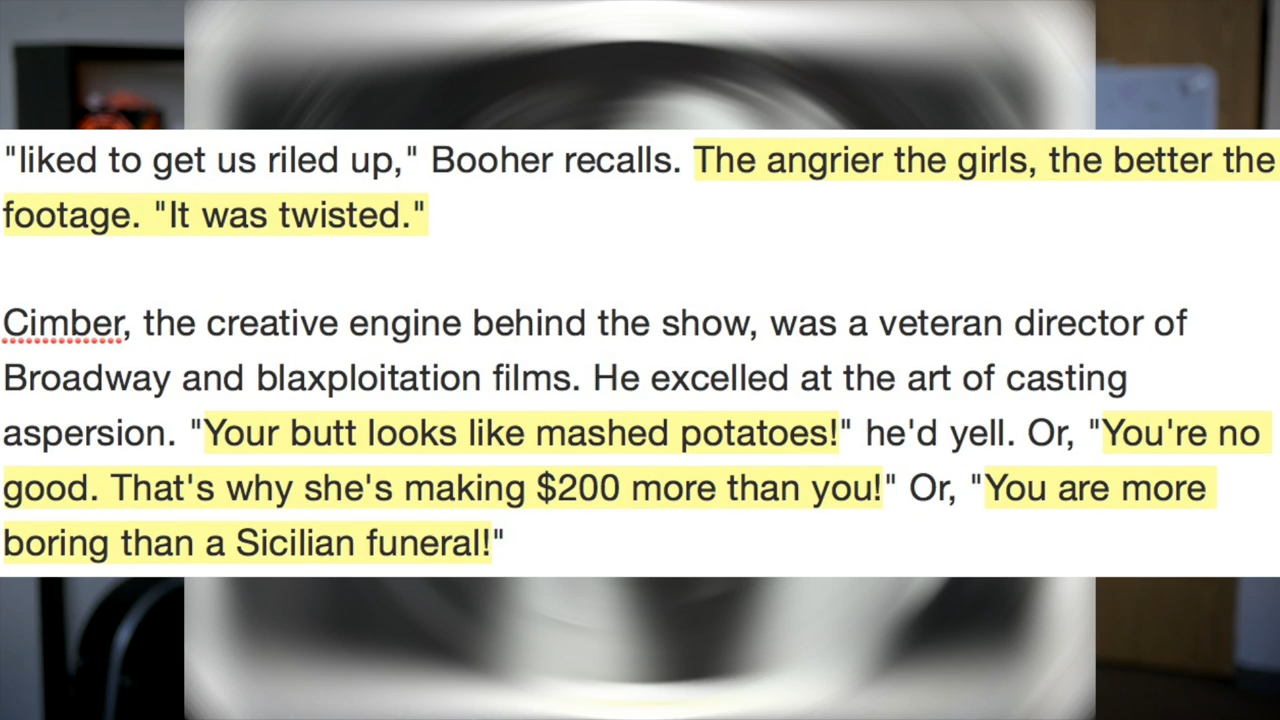 "liked to get us riled up," Booher recalls. The angrier the girls, the better the
footage. "It was twisted."
Cimber, the creative engine behind the show, was a veteran director of
Broadway and blaxploitation films. He excelled at the art of casting
aspersion. "Your butt looks like mashed potatoes!" he'd yell. Or, "You're no
good. That's why she's making $200 more than you!" Or, "You are more
boring than a Sicilian funeral!"